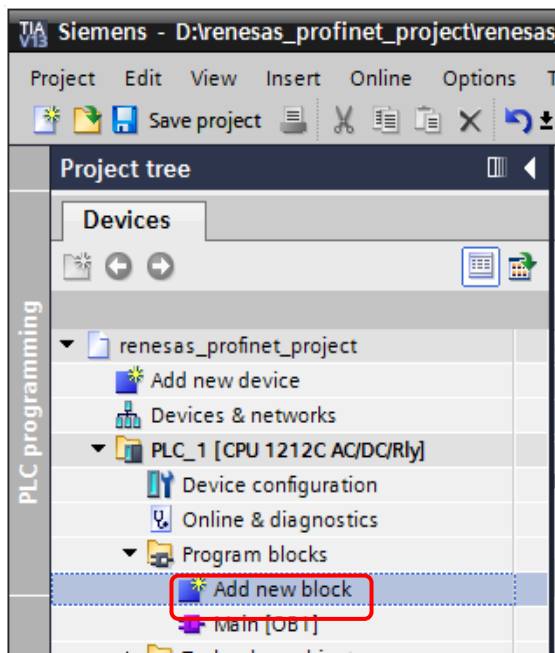 TIA V13 Siemens - D:\renesas_profinet_project\renesas
Project Edit View Insert Online Options
Save project
Project tree
Devices
PLC programming
renesas_profinet_project
Add new device
Devices & networks
PLC_1 [CPU 1212C AC/DC/Rly]
Device configuration
Online & diagnostics
Program blocks
Add new block
Main [OB1]